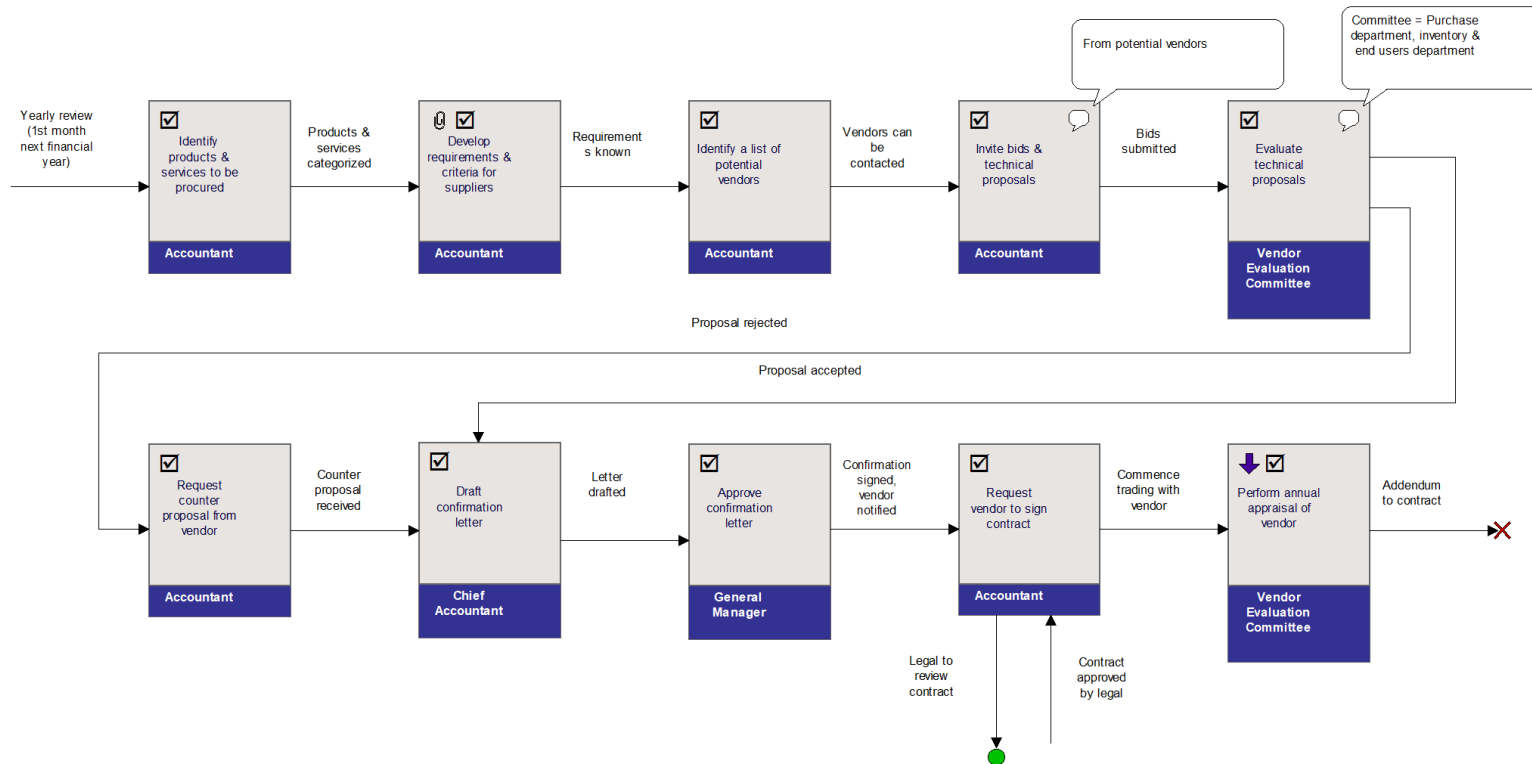 From potential vendors
Committee = Purchase
department, inventory &
end users department
Yearly review
(1st month
next financial
year)
Identify
products &
services to be
procured
Accountant
Products &
services
categorized
Develop
requirements &
criteria for
suppliers
Accountant
Requirement
s known
Identify a list of
potential
vendors
Accountant
Vendors can
be
contacted
Invite bids &
technical
proposals
Accountant
Bids
submitted
Evaluate
technical
proposals
Vendor
Evaluation
Committee
Proposal rejected
Proposal accepted
Request
counter
proposal from
vendor
Accountant
Counter
proposal
received
Draft
confirmation
letter
Chief
Accountant
Letter
drafted
Approve
confirmation
letter
General
Manager
Confirmation
signed,
vendor
notified
Request
vendor to sign
contract
Accountant
Commence
trading with
vendor
Perform annual
appraisal of
vendor
Vendor
Evaluation
Committee
Addendum
to contract
Legal to
review
contract
Contract
approved
by legal